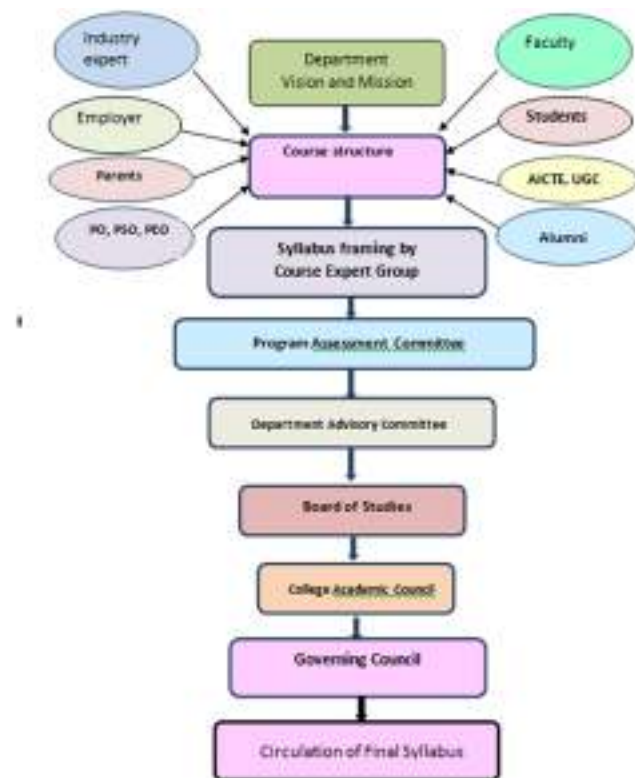 Industry
expert
Department
Vision and Mission
Faculty
Employer
Students
Course structure
Parents
AICTE, UGC
PO, PSO, PEO
Alumni
Syllabus framing by
Course Expert Group
Program Assessment Committee
Department Advisory Committee
Board of Studies
College Academic Council
Governing Council
Circulation of Final Syllabus